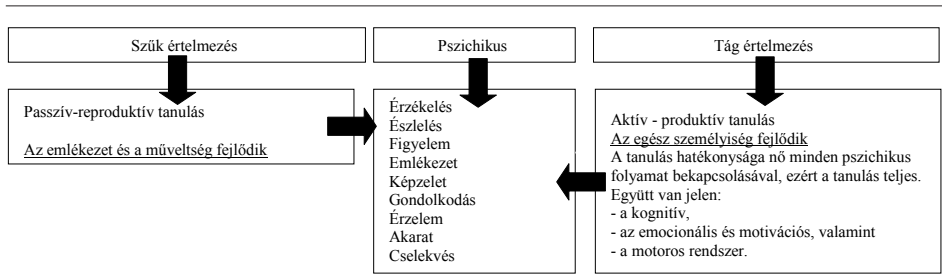 Szűk értelmezés
Pszichikus
Tág értelmezés
Passzív-reproduktív tanulás
Az emlékezet és a műveltség fejlődik
Érzékelés
Észlelés
Figyelem
Emlékezet
Képzelet
Gondolkodás
Érzelem
Akarat
Cselekvés
Aktív - produktív tanulás
Az egész személyiség fejlődik
A tanulás hatékonysága nő minden pszichikus
folyamat bekapcsolásával, ezért a tanulás teljes.
Együtt van jelen:
- a kognitív,
- az emocionális és motivációs, valamint
- a motoros rendszer.